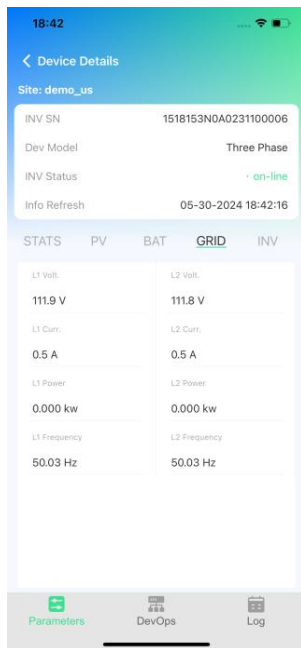 18:42
Device Details
Site: demo_us
INV SN 1518153N0A0231100006
Dev Model Three Phase
INV Status · on-line
Info Refresh 05-30-2024 18:42:16
STATS PV BAT GRID INV
L1 Volt. L2 Volt.
111.9 V 111.8 V
L1 Curr. L2 Curr.
0.5 A 0.5 A
L1 Power L2 Power
0.000 kw 0.000 kw
L1 Frequency L2 Frequency
50.03 Hz 50.03 Hz
Parameters DevOps Log